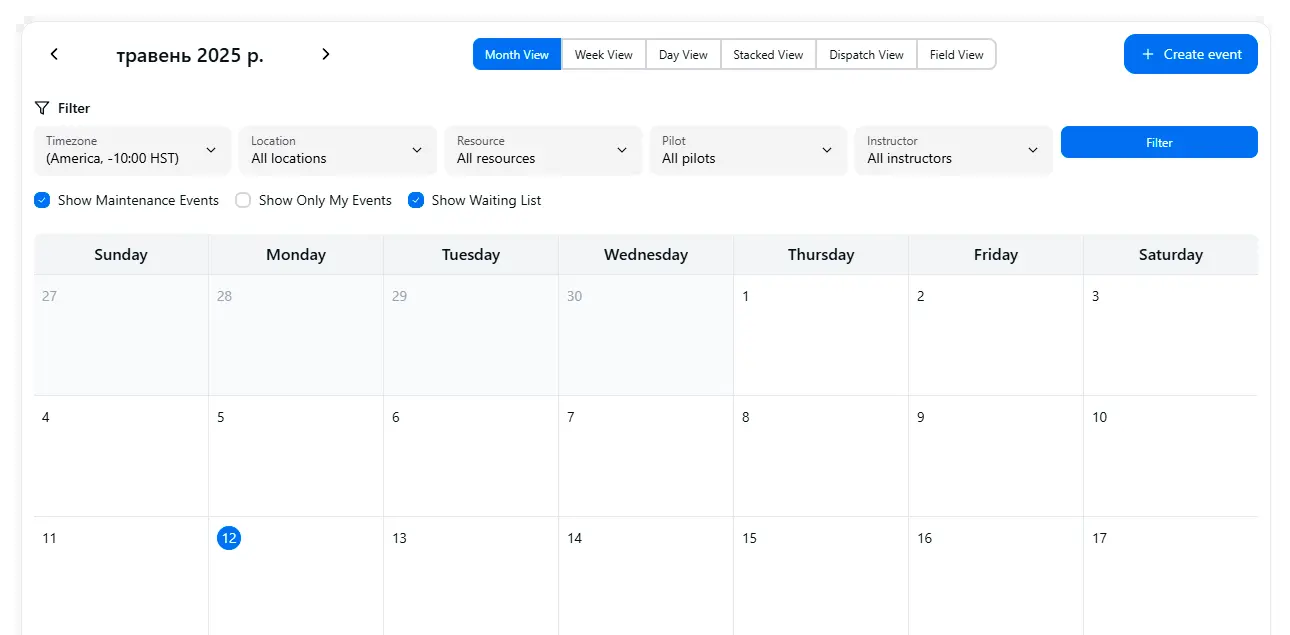 травень 2025 р.
Month View Week View Day View Stacked View Dispatch View Field View
+ Create event
Filter
Timezone Location Resource Pilot Instructor
(America, -10:00 HST) All locations All resources All pilots All instructors Filter
Show Maintenance Events Show Only My Events Show Waiting List
Sunday Monday Tuesday Wednesday Thursday Friday Saturday
27 28 29 30 1 2 3
4 5 6 7 8 9 10
11 12 13 14 15 16 17